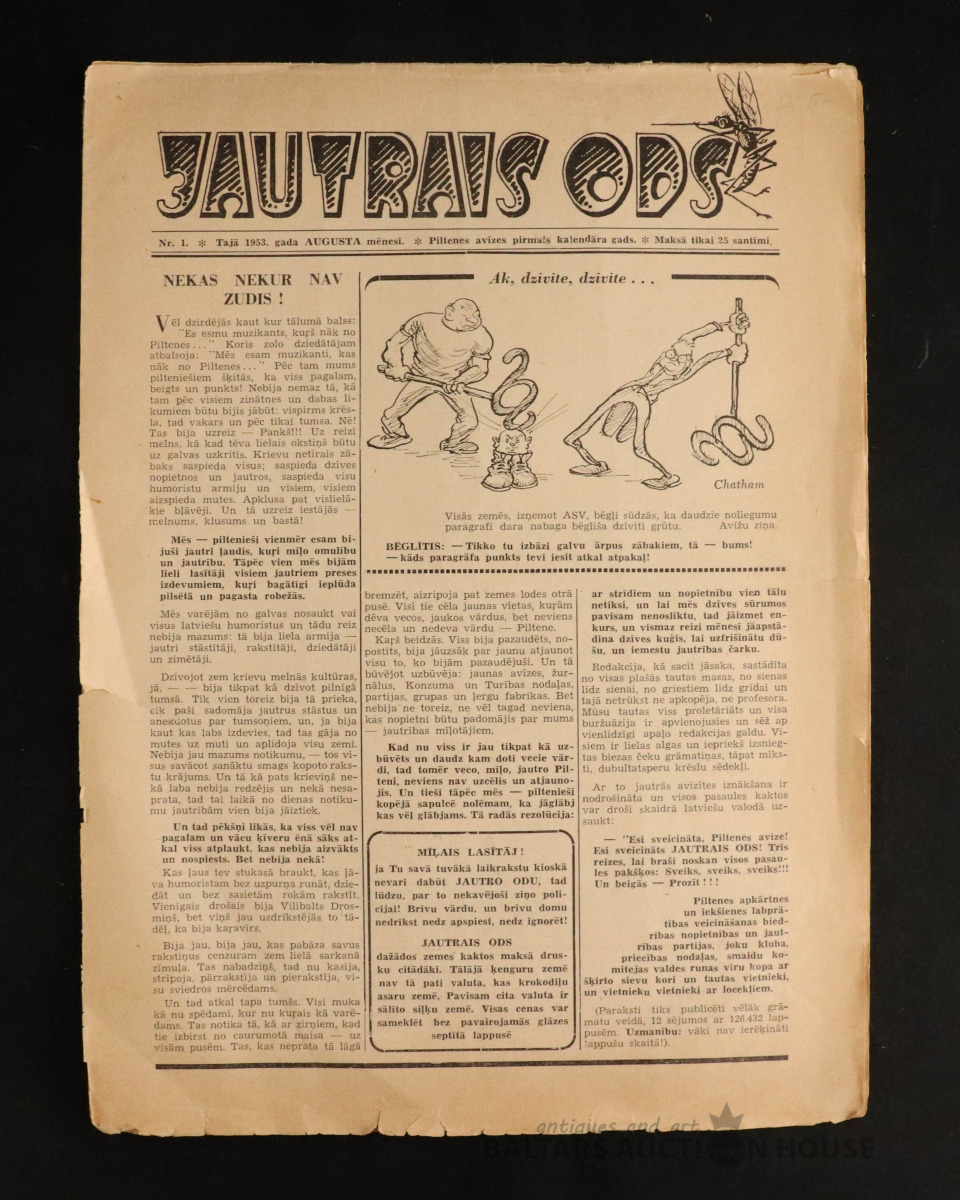 JAUTRAIS ODS
Nr. 1. ✻ Tajā 1953. gada AUGUSTA mēnesī. ✻ Piltenes avīzes pirmais kalendāra gads. ✻ Maksā tikai 25 santīmi.
NEKAS NEKUR NAV
ZUDIS !
Vēl dzirdējās kaut kur tālumā balss:
"Es esmu muzikants, kuŗš nāk no
Piltenes..." Koris zolo dziedātājam
atbalsoja: "Mēs esam muzikanti, kas
nāk no Piltenes..." Pēc tam mums
pilteniešiem šķitās, ka viss pagalam,
beigts un punkts! Nebija nemaz tā, kā
tam pēc visiem zinātnes un dabas li-
kumiem būtu bijis jābūt: vispirms krēs-
la, tad vakars un pēc tikai tumsa. Nē!
Tas bija uzreiz — Pankš!!! Uz reizi
melns, kā kad tēva lielais okstiņš būtu
uz galvas uzkritis. Krievu netīrais zā-
baks saspieda visus; saspieda dzīves
nopietnos un jautros, saspieda visu
humoristu armiju un visiem, visiem
aizspieda mutes. Apklusa pat vislielā-
kie bļāvēji. Un tā uzreiz iestājās —
melnums, klusums un bastā!
Mēs — piltenieši vienmēr esam bi-
juši jautri ļaudis, kuŗi mīļo omulību
un jautrību. Tāpēc vien mēs bijām
lieli lasītāji visiem jautriem preses
izdevumiem, kuŗi bagātīgi ieplūda
pilsētā un pagasta robežās.
Mēs varējām no galvas nosaukt vai
visus latviešu humoristus un tādu reiz
nebija mazums: tā bija liela armija —
jautri stāstītāji, rakstītāji, dziedātāji
un zīmētāji.
Dzīvojot zem krievu melnās kultūras,
jā, — — bija tikpat kā dzīvot pilnīgā
tumsā. Tik vien toreiz bija tā prieka,
cik paši sadomāja jautrus stāstus un
anekdotus par tumsoņiem, un, ja bija
kaut kas labs izdevies, tad tas gāja no
mutes uz muti un aplidoja visu zemi.
Nebija jau mazums notikumu, — tos vi-
sus savācot sanāktu smags kopoto raks-
tu krājums. Un tā kā pats krieviņš ne-
kā laba nebija redzējis un nekā nesa-
prata, tad tai laikā no dienas notiku-
mu jautrībām vien bija jāiztiek.
Un tad pēkšņi likās, ka viss vēl nav
pagalam un vācu ķiveru ēnā sāks at-
kal viss atplaukt, kas nebija aizvākts
un nospiests. Bet nebija nekā!
Kas ļaus tev stukasā braukt, kas ļā-
va humoristam bez uzpurņa runāt, dzie-
dāt un bez sasietām rokām rakstīt.
Vienīgais drošais bija Vilibalts Dros-
miņš, bet viņš jau uzdrīkstējās to tā-
dēļ, ka bija kaŗavīrs.
Bija jau, bija jau, kas pabāza savus
rakstiņus cenzuram zem lielā sarkanā
zīmuļa. Tas nabadziņš, tad nu kasīja,
strīpoja, pārrakstīja un pierakstīja, vi-
su sviedros mērcēdams.
Un tad atkal tapa tumšs. Visi muka
kā nu spēdami, kur nu kuŗais kā varē-
dams. Tas notika tā, kā ar zirņiem, kad
tie izbirst no caurumotā maisa — uz
visām pusēm. Tas, kas neprata tā lāgā
Ak, dzīvīte, dzīvīte . . .
Chatham
Visās zemēs, izņemot ASV, bēgļi sūdzās, ka daudzie noliegumu
paragrafi dara nabaga bēglīša dzīvīti grūtu. Avīžu ziņa.
BĒGLĪTIS: — Tikko tu izbāzi galvu ārpus zābakiem, tā — bums!
— kāds paragrāfa punkts tevi iesit atkal atpakaļ!
bremzēt, aizripoja pat zemes lodes otrā
pusē. Visi tie cēla jaunas vietas, kuŗām
dēva vecos, jaukos vārdus, bet neviens
necēla un nedeva vārdu — Piltene.
Kaŗš beidzās. Viss bija pazaudēts, no-
postīts, bija jāuzsāk par jaunu atjaunot
visu to, ko bijām pazaudējuši. Un tā
būvējot uzbūvēja: jaunas avīzes, žur-
nālus, Konzuma un Turības nodaļas,
partijas, grupas un ļergu fabrikas. Bet
nebija ne toreiz, ne vēl tagad neviena,
kas nopietni būtu padomājis par mums
— jautrības mīļotājiem.
Kad nu viss ir jau tikpat kā uz-
būvēts un daudz kam doti vecie vār-
di, tad tomēr veco, mīļo, jautro Pil-
teni, neviens nav uzcēlis un atjauno-
jis. Un tieši tāpēc mēs — piltenieši
kopējā sapulcē nolēmam, ka jāglābj
kas vēl glābjams. Tā radās rezolūcija:
MĪĻAIS LASĪTĀJ !
ja Tu savā tuvākā laikrakstu kioskā
nevari dabūt JAUTRO ODU, tad
lūdzu, par to nekavējoši ziņo poli-
cijai! Brīvu vārdu, un brīvu domu
nedrīkst nedz apspiest, nedz ignorēt!
JAUTRAIS ODS
dažādos zemes kaktos maksā drus-
ku citādāki. Tālājā ķenguru zemē
nav tā pati valuta, kas krokodiļu
asaru zemē. Pavisam cita valuta ir
sālīto siļķu zemē. Visas cenas var
sameklēt bez pavairojamās glāzes
septītā lappusē
ar strīdiem un nopietnību vien tālu
netiksi, un lai mēs dzīves sūrumos
pavisam nenosliktu, tad jāizmet en-
kurs, un vismaz reizi mēnesī jāapstā-
dina dzīves kuģis, lai uzfrišinātu dū-
šu, un iemestu jautrības čarku.
Redakcija, kā sacīt jāsaka, sastādīta
no visas plašās tautas masas, no sienas
līdz sienai, no griestiem līdz grīdai un
tajā netrūkst ne apkopēja, ne profesora.
Mūsu tautas viss proletāriāts un visa
buržuāzija ir apvienojusies un sēž ap
vienlīdzīgi apaļo redakcijas galdu. Vi-
siem ir lielas algas un iepriekš izsnieg-
tas biezas čeku grāmatiņas, tāpat mīks-
ti, dubultatsperu krēslu sēdekļi.
Ar to jautrās avīzītes iznākšana ir
nodrošināta un visos pasaules kaktos
var droši skaidrā latviešu valodā uz-
saukt:
— "Esi sveicināta, Piltenes avīze!
Esi sveicināts JAUTRAIS ODS! Trīs
reizes, lai braši noskan visos pasau-
les pakšķos: Sveiks, sveiks, sveiks!!!
Un beigās — Prozit ! ! !
Piltenes apkārtnes
un iekšienes labprā-
tības veicināšanas bied-
rības nopietnības un jaut-
rības partijas, joku kluba,
priecības nodaļas, smaidu ko-
mitejas valdes runas vīru kopa ar
šķirto sievu kori un tautas vietnieki,
un vietnieku vietnieki ar locekļiem.
(Paraksti tiks publicēti vēlāk grā-
matu veidā, 12 sējumos ar 126.432 lap-
pusēm. Uzmanību: vāki nav ierēķināti
lappušu skaitā!).
antiques and art
BALTARS AUCTION HOUSE